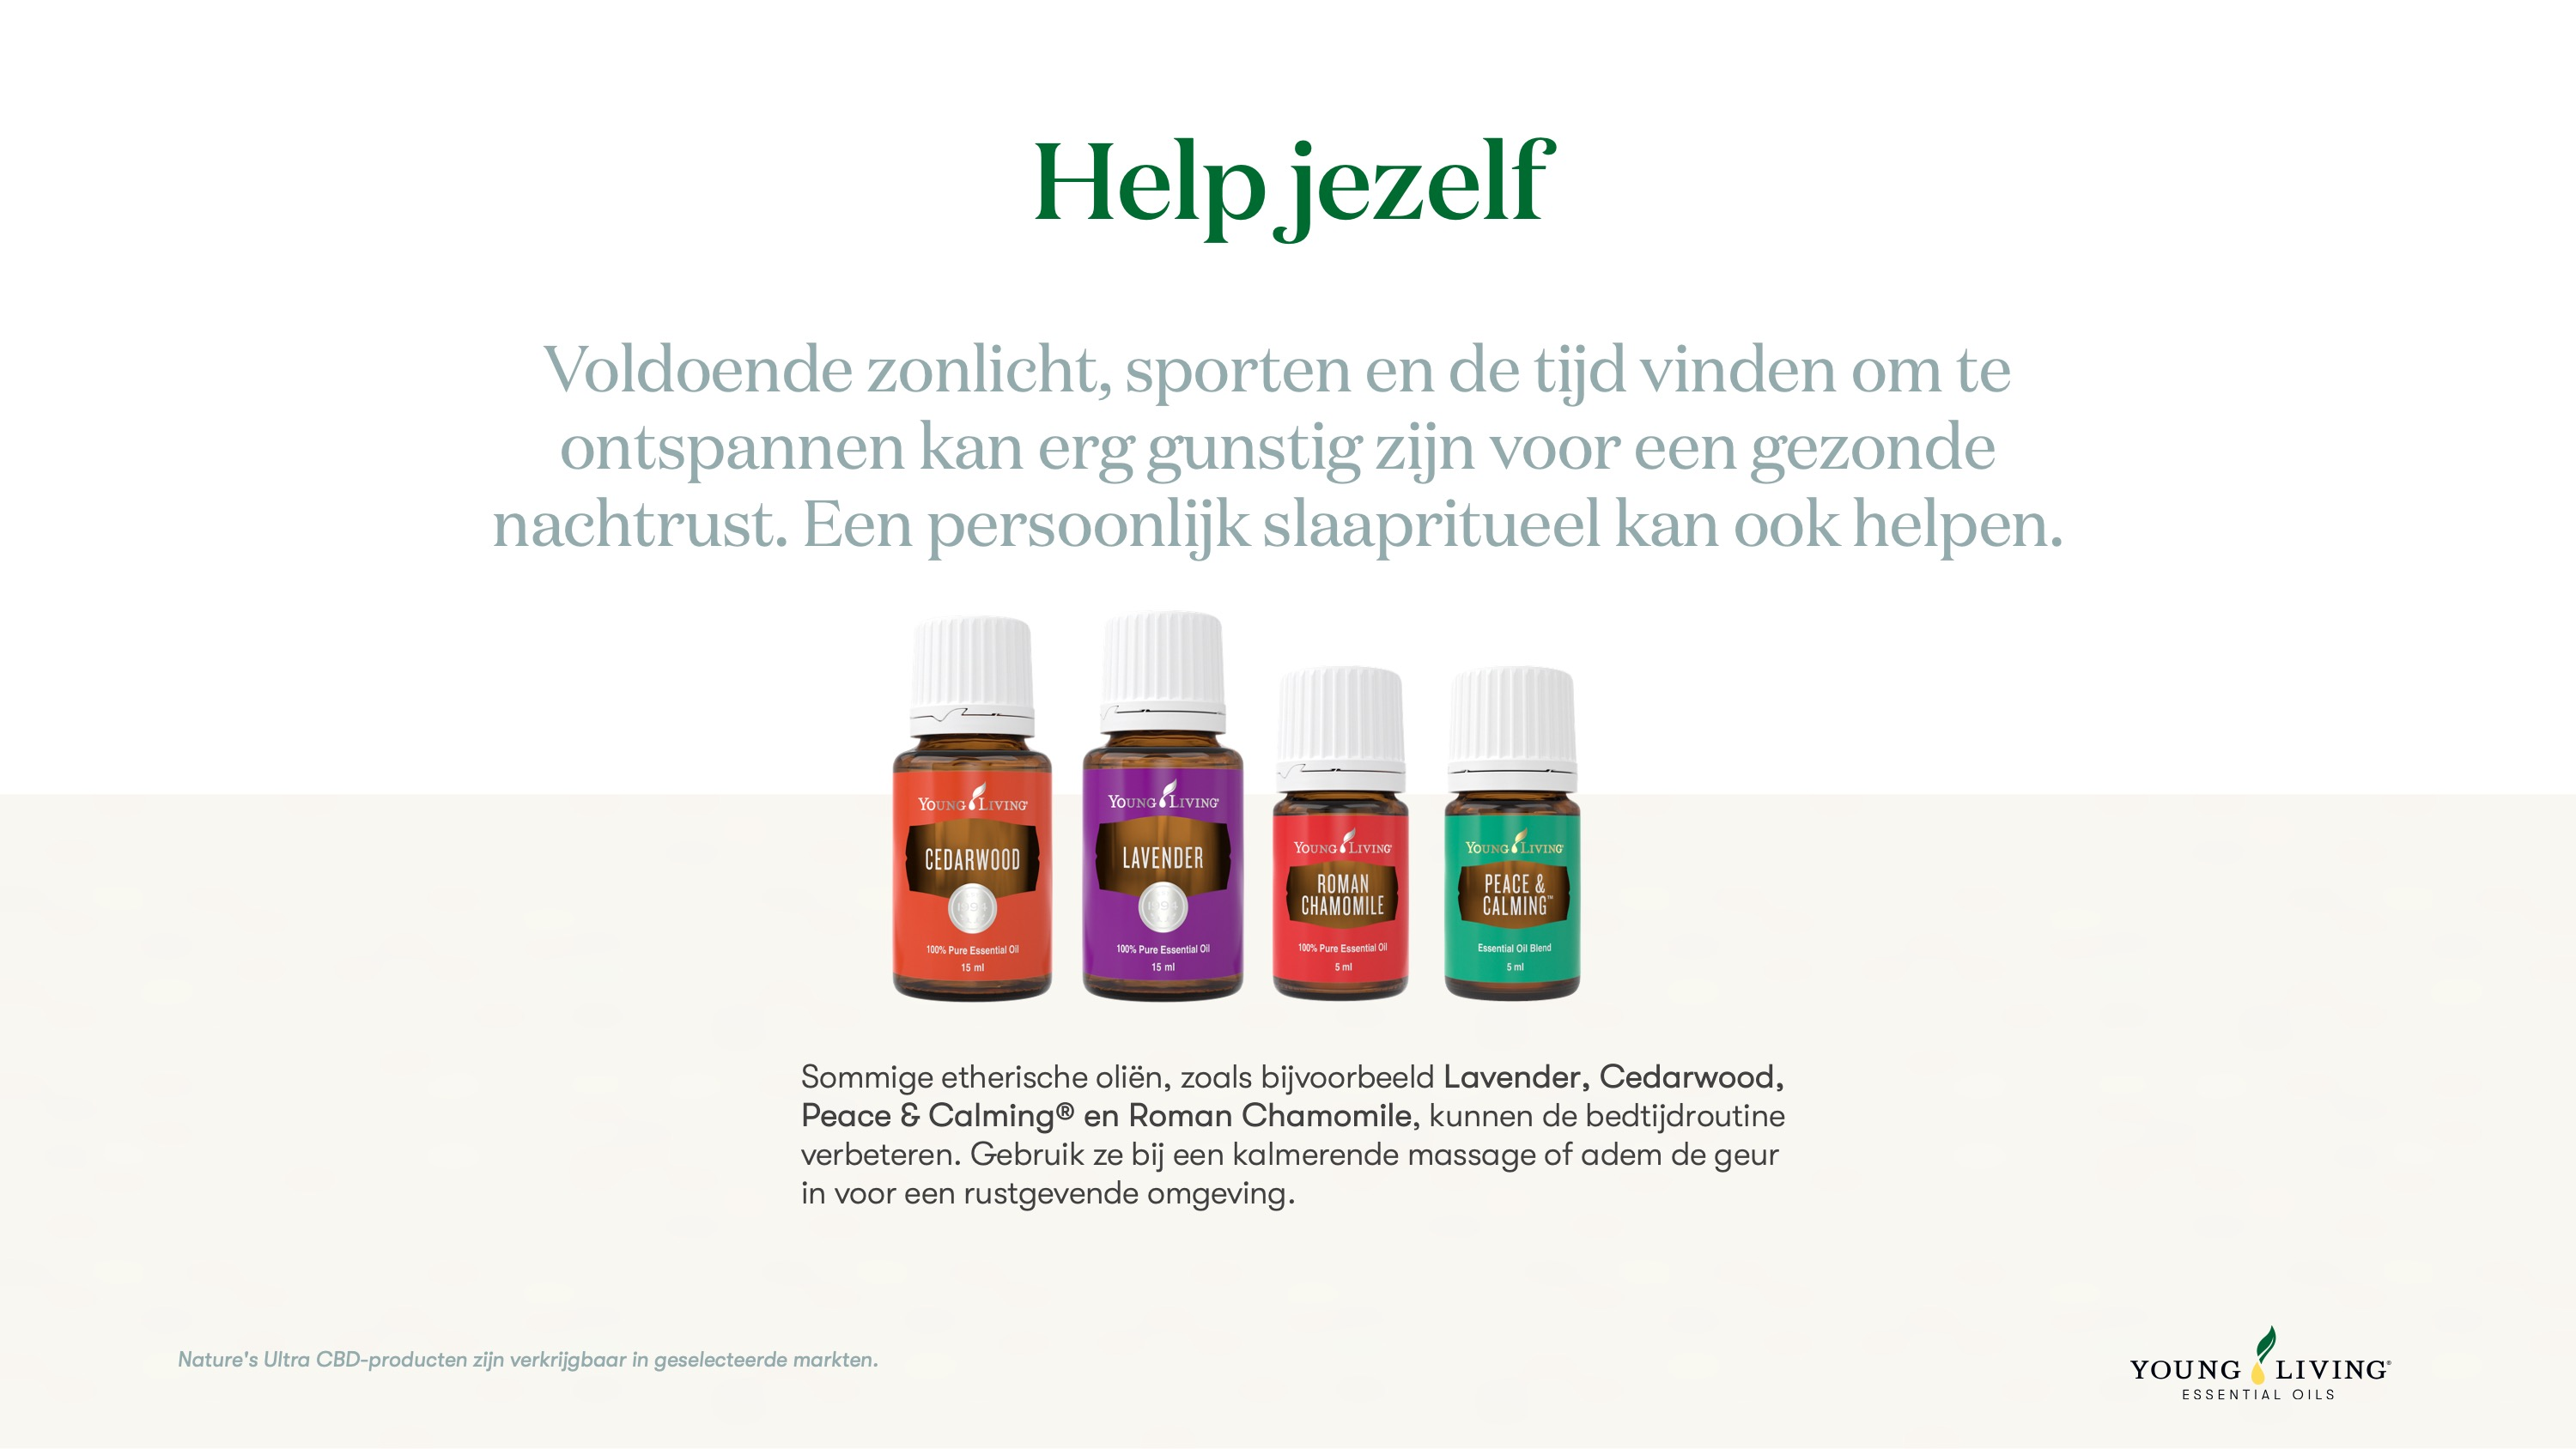 Help jezelf
Voldoende zonlicht, sporten en de tijd vinden om te
ontspannen kan erg gunstig zijn voor een gezonde
nachtrust. Een persoonlijk slaapritueel kan ook helpen.
YOUNG LIVING
CEDARWOOD
1994
100% Pure Essential Oil
15 ml
YOUNG LIVING
LAVENDER
1994
100% Pure Essential Oil
15 ml
YOUNG LIVING
ROMAN
CHAMOMILE
100% Pure Essential Oil
5 ml
YOUNG LIVING
PEACE &
CALMING™
Essential Oil Blend
5 ml
Sommige etherische oliën, zoals bijvoorbeeld Lavender, Cedarwood,
Peace & Calming® en Roman Chamomile, kunnen de bedtijdroutine
verbeteren. Gebruik ze bij een kalmerende massage of adem de geur
in voor een rustgevende omgeving.
Nature's Ultra CBD-producten zijn verkrijgbaar in geselecteerde markten.
YOUNG LIVING®
ESSENTIAL OILS